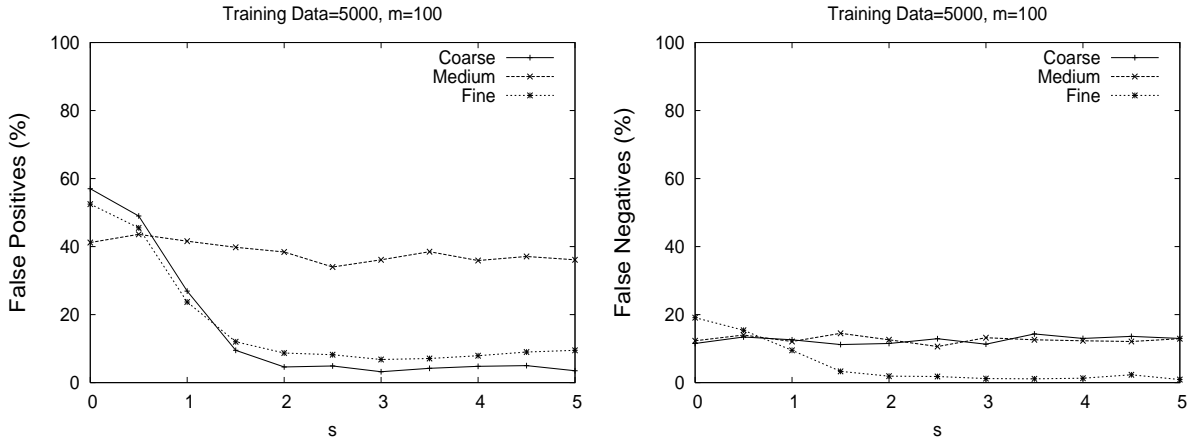 Training Data=5000, m=100
False Positives (%)
100
80
60
40
20
0
Coarse
Medium
Fine
0 1 2 3 4 5
s
Training Data=5000, m=100
False Negatives (%)
100
80
60
40
20
0
Coarse
Medium
Fine
0 1 2 3 4 5
s